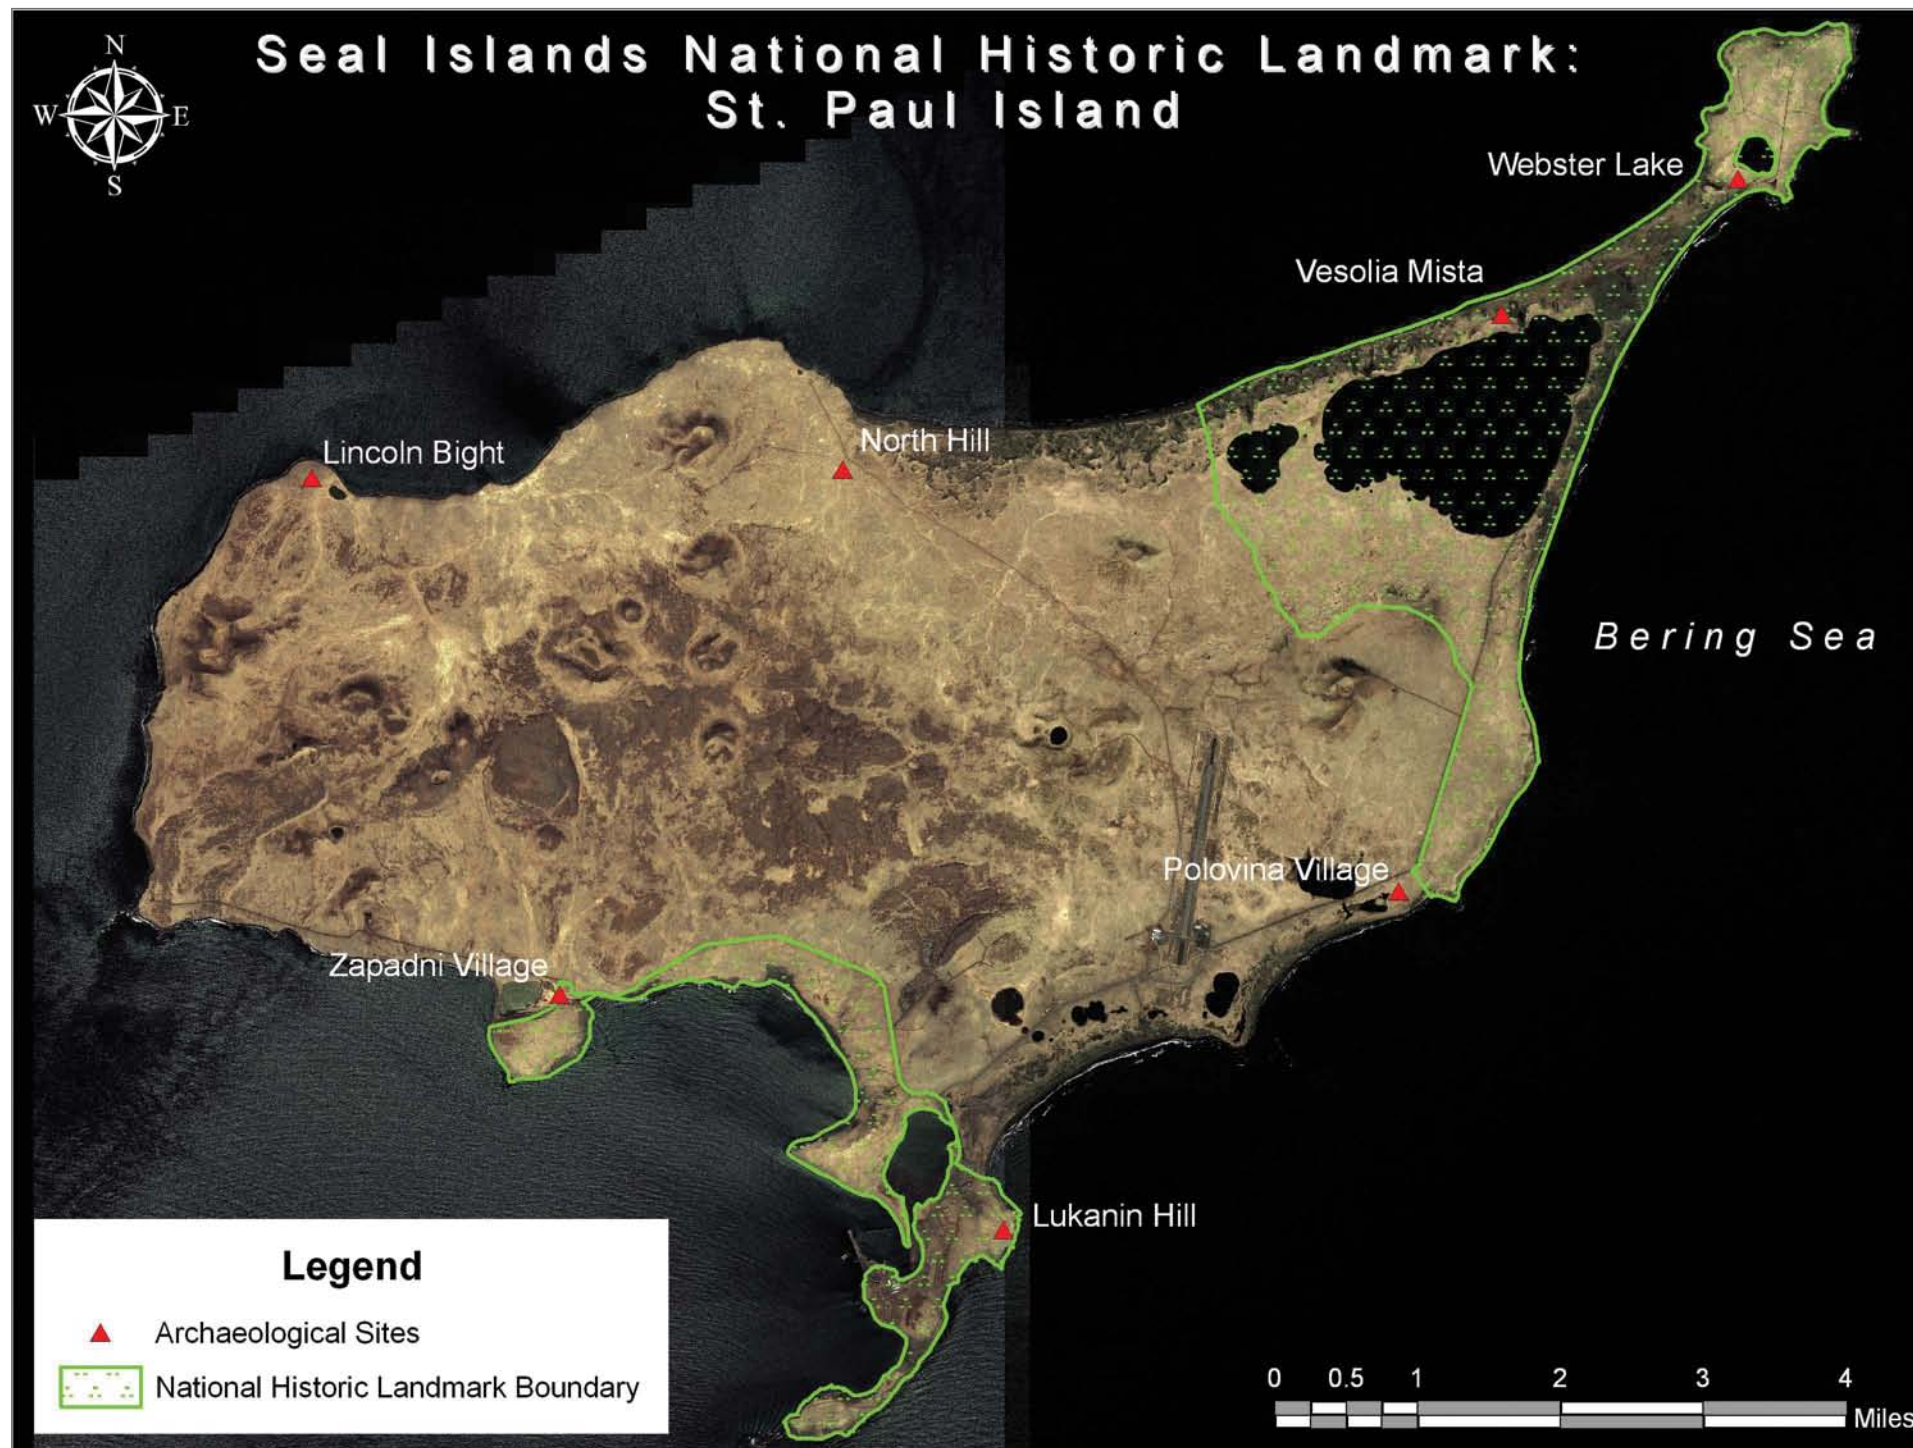 N
W E
S
Seal Islands National Historic Landmark:
St. Paul Island
Webster Lake
Vesolia Mista
Lincoln Bight
North Hill
Bering Sea
Polovina Village
Zapadni Village
Lukanin Hill
Legend
Archaeological Sites
National Historic Landmark Boundary
0 0.5 1 2 3 4
Miles